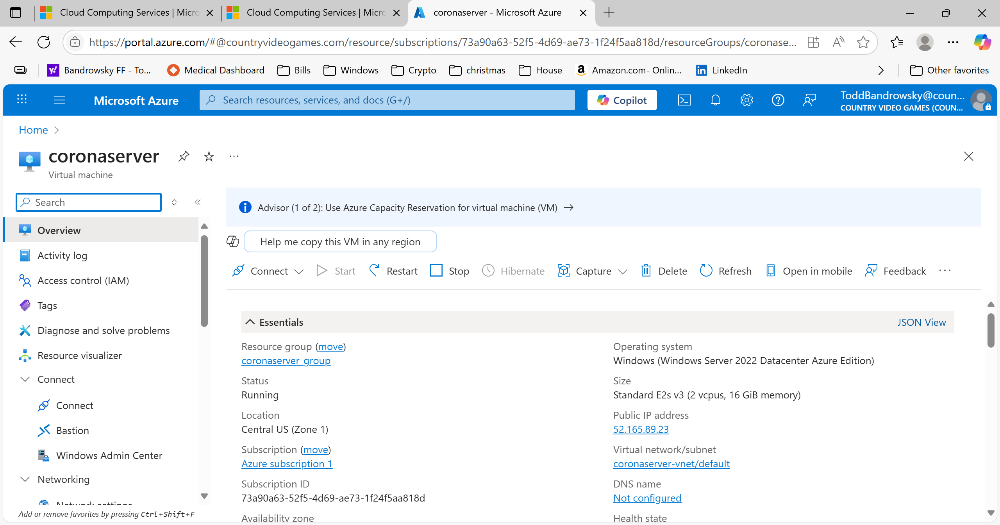 Cloud Computing Services | Micro
Cloud Computing Services | Micro
coronaserver - Microsoft Azure
https://portal.azure.com/#@countryvideogames.com/resource/subscriptions/73a90a63-52f5-4d69-ae73-1f24f5aa818d/resourceGroups/coronase...
Bandrowsky FF - To...
Medical Dashboard
Bills
Windows
Crypto
christmas
House
Amazon.com- Onlin...
LinkedIn
Other favorites
Microsoft Azure
Search resources, services, and docs (G+/)
Copilot
ToddBandrowsky@coun...
COUNTRY VIDEO GAMES (COUN...
Home
coronaserver
Virtual machine
Search
Overview
Activity log
Access control (IAM)
Tags
Diagnose and solve problems
Resource visualizer
Connect
Connect
Bastion
Windows Admin Center
Networking
Network settings
Add or remove favorites by pressing Ctrl+Shift+F
Advisor (1 of 2): Use Azure Capacity Reservation for virtual machine (VM)
Help me copy this VM in any region
Connect
Start
Restart
Stop
Hibernate
Capture
Delete
Refresh
Open in mobile
Feedback
Essentials
JSON View
Resource group (move)
coronaserver_group
Status
Running
Location
Central US (Zone 1)
Subscription (move)
Azure subscription 1
Subscription ID
73a90a63-52f5-4d69-ae73-1f24f5aa818d
Availability zone
Operating system
Windows (Windows Server 2022 Datacenter Azure Edition)
Size
Standard E2s v3 (2 vcpus, 16 GiB memory)
Public IP address
52.165.89.23
Virtual network/subnet
coronaserver-vnet/default
DNS name
Not configured
Health state